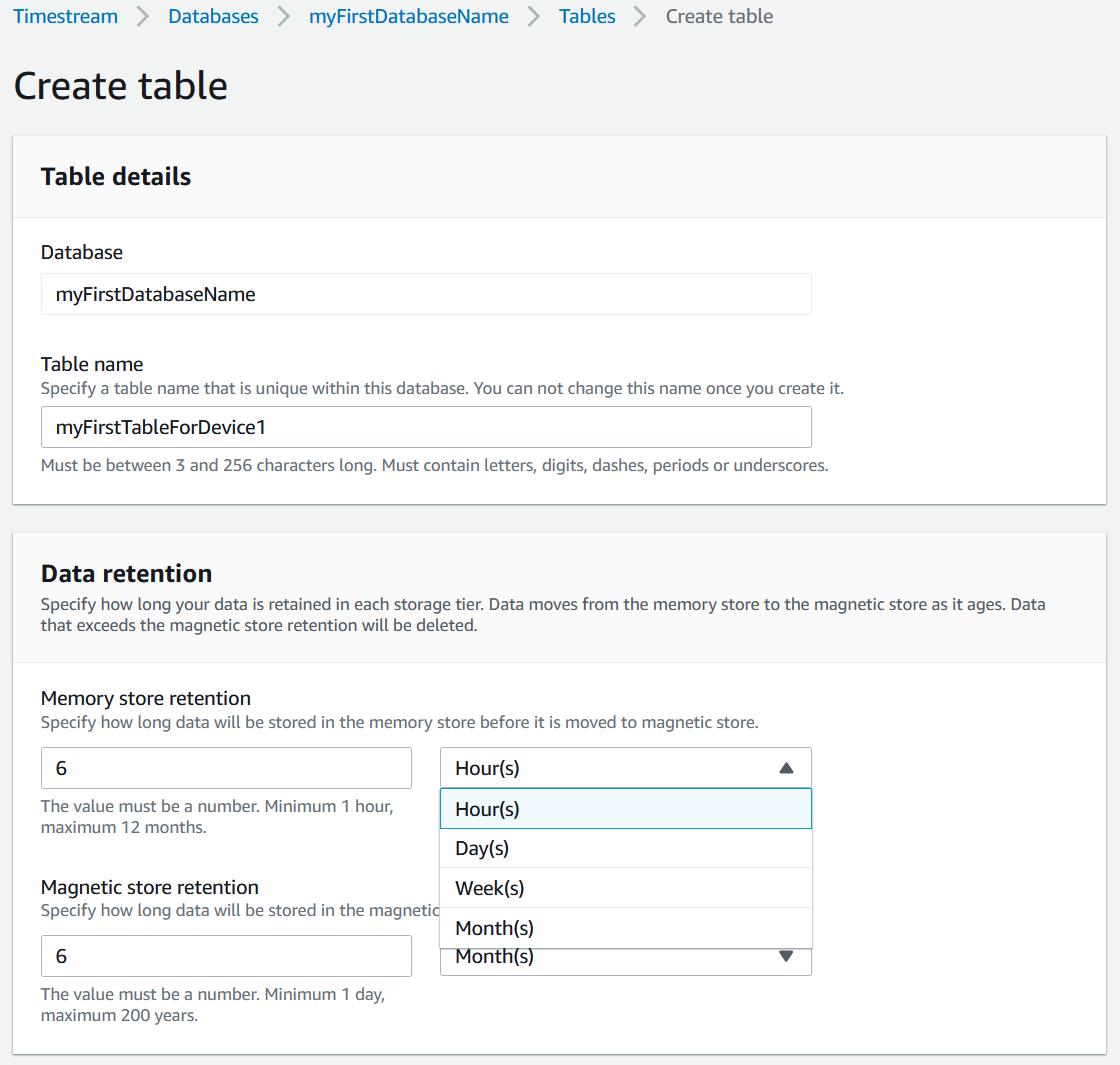 Timestream > Databases > myFirstDatabaseName > Tables > Create table
Create table
Table details
Database
myFirstDatabaseName
Table name
Specify a table name that is unique within this database. You can not change this name once you create it.
myFirstTableForDevice1
Must be between 3 and 256 characters long. Must contain letters, digits, dashes, periods or underscores.
Data retention
Specify how long your data is retained in each storage tier. Data moves from the memory store to the magnetic store as it ages. Data
that exceeds the magnetic store retention will be deleted.
Memory store retention
Specify how long data will be stored in the memory store before it is moved to magnetic store.
6
Hour(s)
The value must be a number. Minimum 1 hour,
maximum 12 months.
Hour(s)
Day(s)
Week(s)
Month(s)
Magnetic store retention
Specify how long data will be stored in the magnetic
6
Month(s)
The value must be a number. Minimum 1 day,
maximum 200 years.